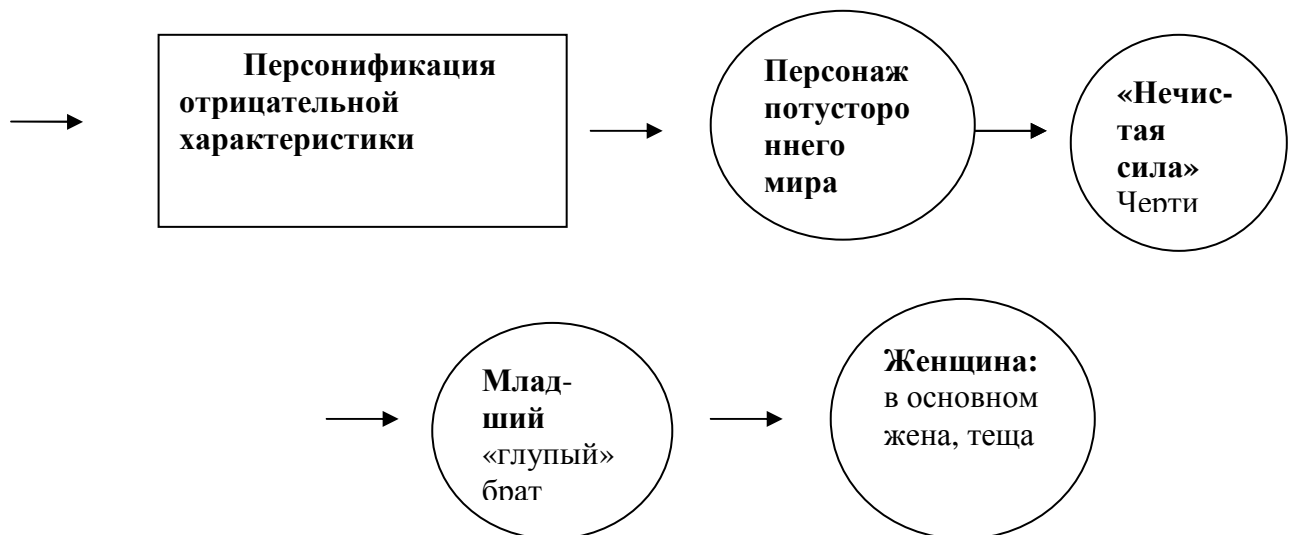 Персонификация
отрицательной
характеристики
Персонаж
потусторо
ннего
мира
«Нечис-
тая
сила»
Черти
Млад-
ший
«глупый»
брат
Женщина:
в основном
жена, теща